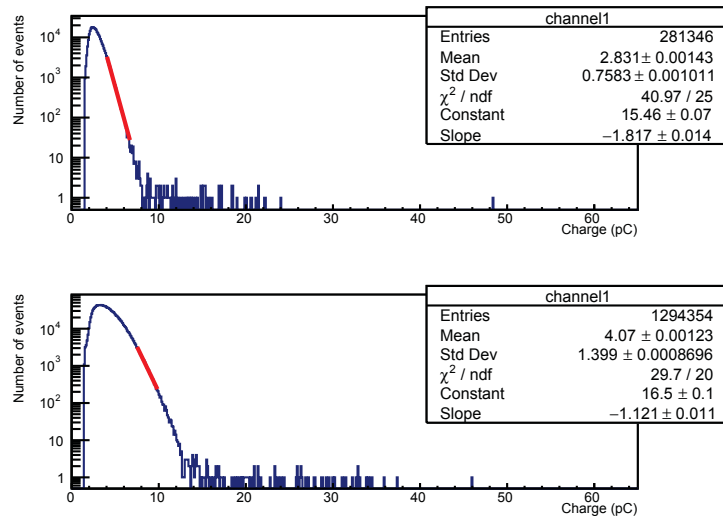 channel1
Entries 281346
Mean 2.831 ± 0.00143
Std Dev 0.7583 ± 0.001011
χ² / ndf 40.97 / 25
Constant 15.46 ± 0.07
Slope −1.817 ± 0.014
Number of events
10⁴
10³
10²
10
1
0 10 20 30 40 50 60
Charge (pC)
channel1
Entries 1294354
Mean 4.07 ± 0.00123
Std Dev 1.399 ± 0.0008696
χ² / ndf 29.7 / 20
Constant 16.5 ± 0.1
Slope −1.121 ± 0.011
Number of events
10⁴
10³
10²
10
1
0 10 20 30 40 50 60
Charge (pC)